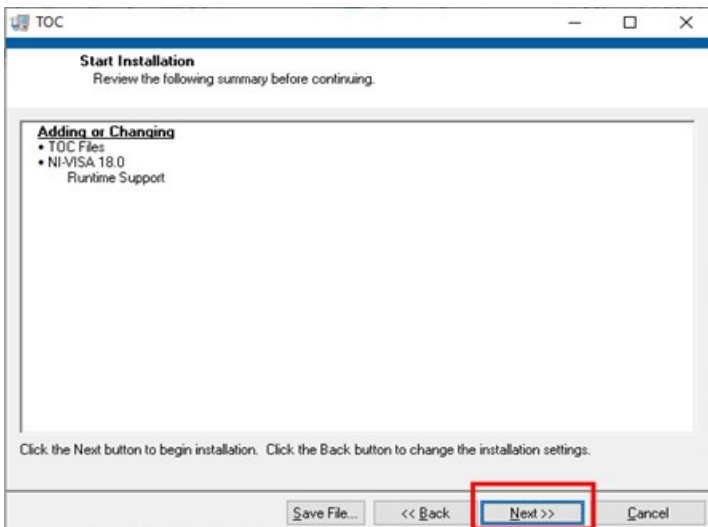 TOC
Start Installation
Review the following summary before continuing.
Adding or Changing
• TOC Files
• NI-VISA 18.0
Runtime Support
Click the Next button to begin installation. Click the Back button to change the installation settings.
Save File... << Back Next >> Cancel